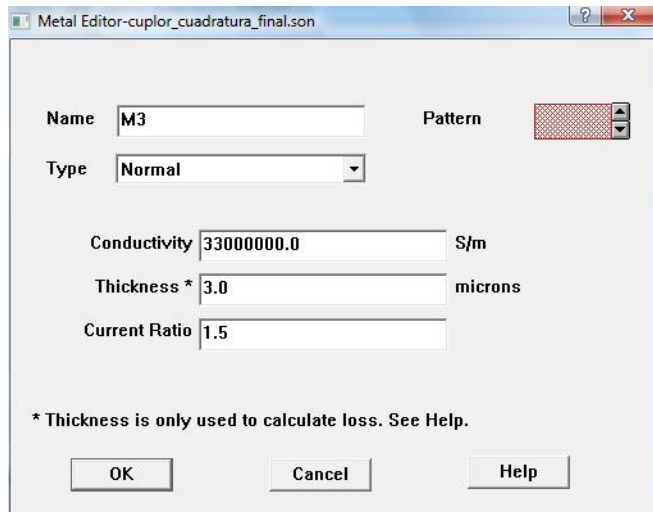 Metal Editor-cuplor_cuadratura_final.son
Name M3 Pattern
Type Normal
Conductivity 33000000.0 S/m
Thickness * 3.0 microns
Current Ratio 1.5
* Thickness is only used to calculate loss. See Help.
OK Cancel Help